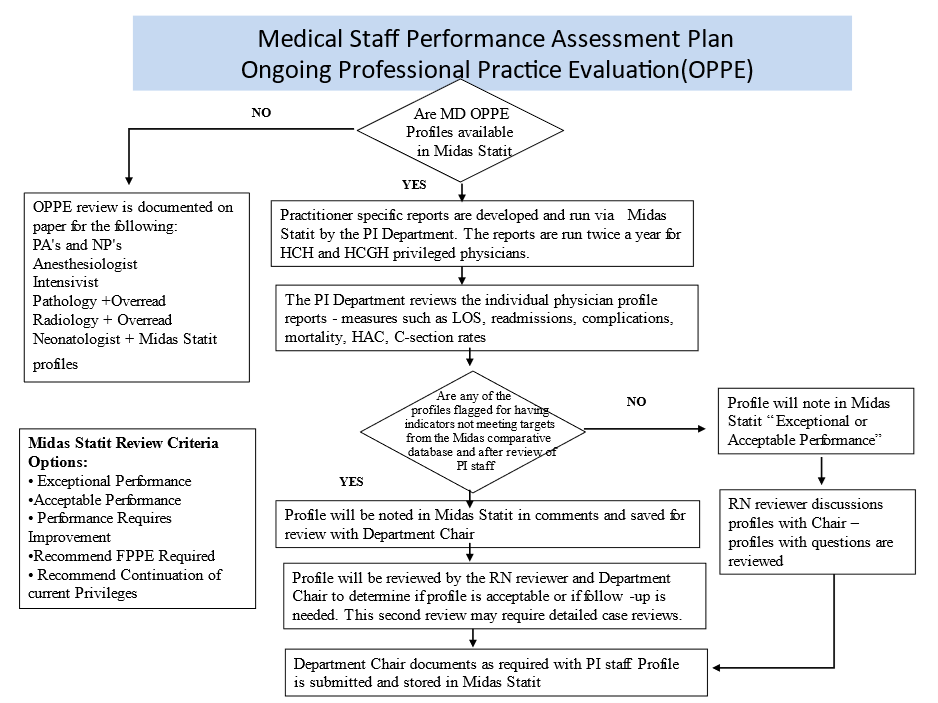 Medical Staff Performance Assessment Plan
Ongoing Professional Practice Evaluation(OPPE)
NO
Are MD OPPE
Profiles available
in Midas Statit
YES
OPPE review is documented on
paper for the following:
PA's and NP's
Anesthesiologist
Intensivist
Pathology +Overread
Radiology + Overread
Neonatologist + Midas Statit
profiles
Practitioner specific reports are developed and run via Midas
Statit by the PI Department. The reports are run twice a year for
HCH and HCGH privileged physicians.
The PI Department reviews the individual physician profile
reports - measures such as LOS, readmissions, complications,
mortality, HAC, C-section rates
Are any of the
profiles flagged for having
indicators not meeting targets
from the Midas comparative
database and after review of
PI staff
NO
Profile will note in Midas
Statit “Exceptional or
Acceptable Performance”
YES
Midas Statit Review Criteria
Options:
• Exceptional Performance
•Acceptable Performance
• Performance Requires
Improvement
•Recommend FPPE Required
• Recommend Continuation of
current Privileges
Profile will be noted in Midas Statit in comments and saved for
review with Department Chair
RN reviewer discussions
profiles with Chair –
profiles with questions are
reviewed
Profile will be reviewed by the RN reviewer and Department
Chair to determine if profile is acceptable or if follow -up is
needed. This second review may require detailed case reviews.
Department Chair documents as required with PI staff Profile
is submitted and stored in Midas Statit